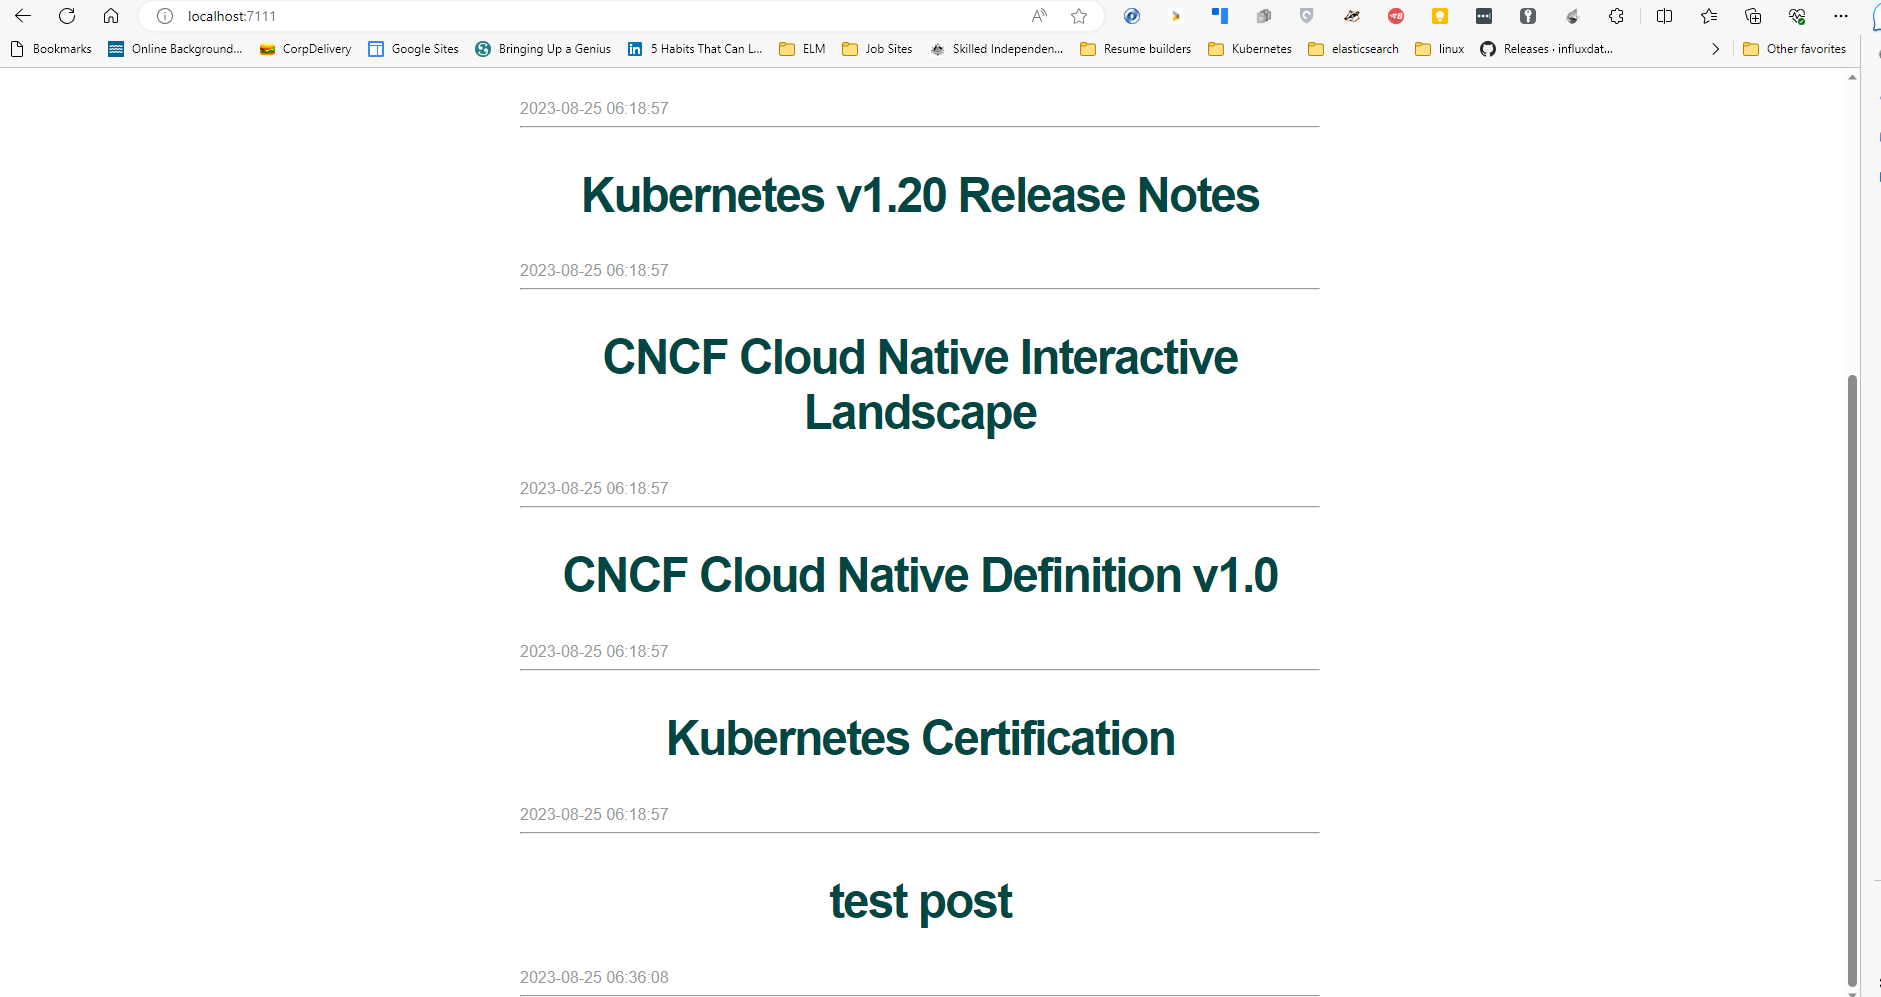 localhost:7111
Bookmarks
Online Background...
CorpDelivery
Google Sites
Bringing Up a Genius
5 Habits That Can L...
ELM
Job Sites
Skilled Independen...
Resume builders
Kubernetes
elasticsearch
linux
Releases · influxdat...
Other favorites
2023-08-25 06:18:57
Kubernetes v1.20 Release Notes
2023-08-25 06:18:57
CNCF Cloud Native Interactive
Landscape
2023-08-25 06:18:57
CNCF Cloud Native Definition v1.0
2023-08-25 06:18:57
Kubernetes Certification
2023-08-25 06:18:57
test post
2023-08-25 06:36:08